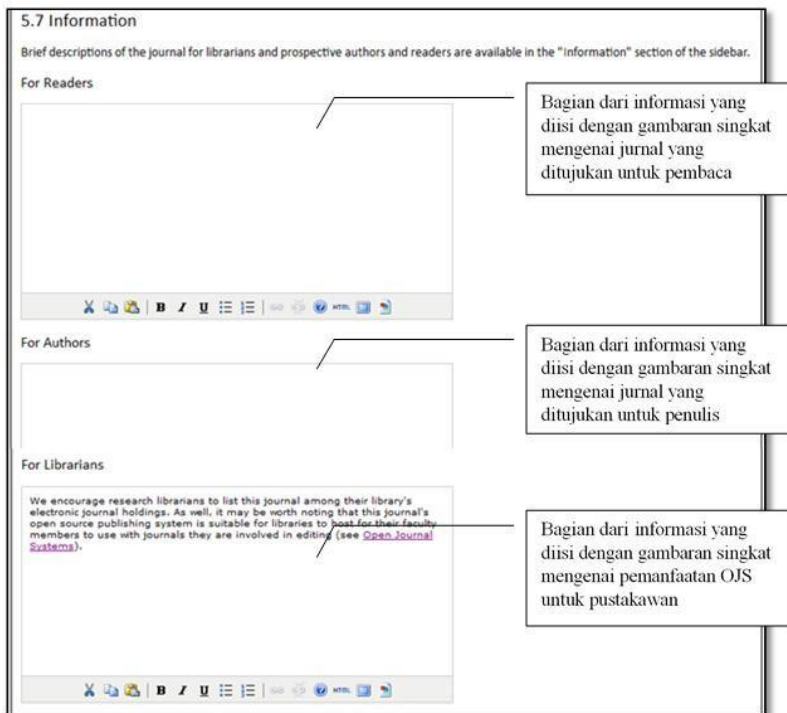 5.7 Information
Brief descriptions of the journal for librarians and prospective authors and readers are available in the "Information" section of the sidebar.
For Readers
Bagian dari informasi yang
diisi dengan gambaran singkat
mengenai jurnal yang
ditujukan untuk pembaca
B I U HTML
For Authors
Bagian dari informasi yang
diisi dengan gambaran singkat
mengenai jurnal yang
ditujukan untuk penulis
For Librarians
We encourage research librarians to list this journal among their library's
electronic journal holdings. As well, it may be worth noting that this journal's
open source publishing system is suitable for libraries to host for their faculty
members to use with journals they are involved in editing (see Open Journal
Systems).
Bagian dari informasi yang
diisi dengan gambaran singkat
mengenai pemanfaatan OJS
untuk pustakawan
B I U HTML